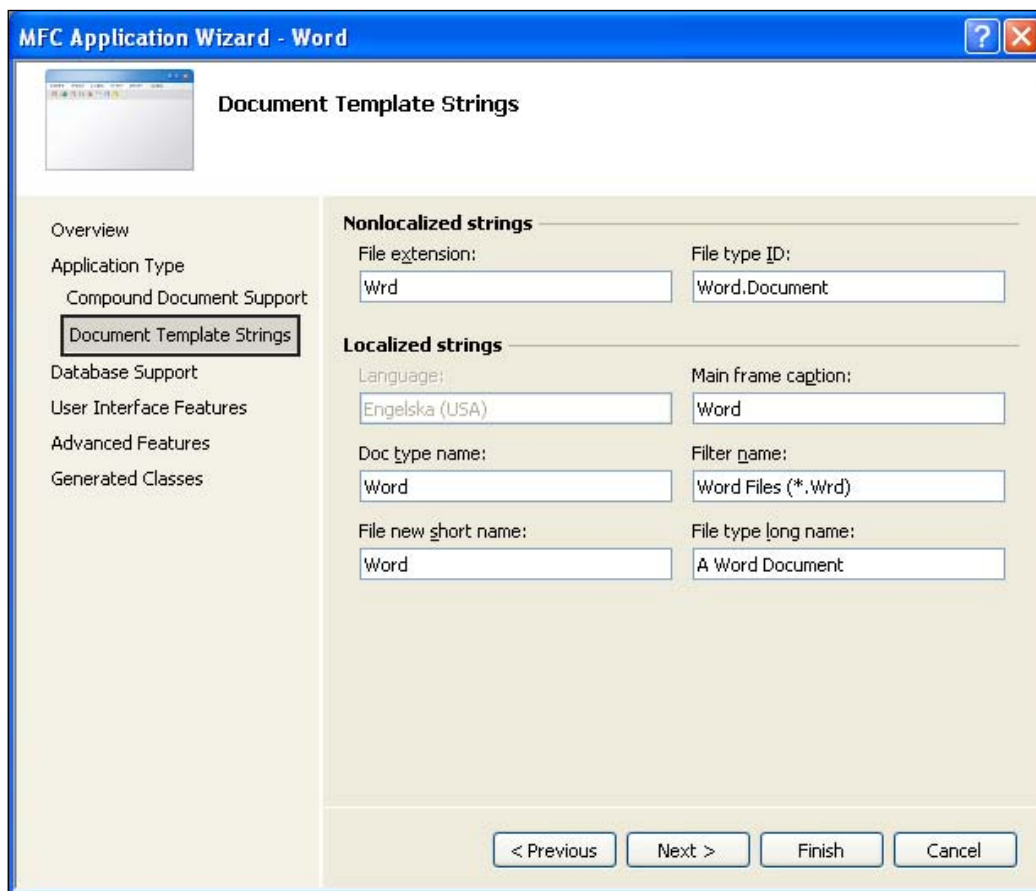 MFC Application Wizard - Word
Document Template Strings
Overview
Application Type
Compound Document Support
Document Template Strings
Database Support
User Interface Features
Advanced Features
Generated Classes
Nonlocalized strings
File extension:
File type ID:
Wrd
Word.Document
Localized strings
Language:
Main frame caption:
Engelska (USA)
Word
Doc type name:
Filter name:
Word
Word Files (*.Wrd)
File new short name:
File type long name:
Word
A Word Document
< Previous
Next >
Finish
Cancel